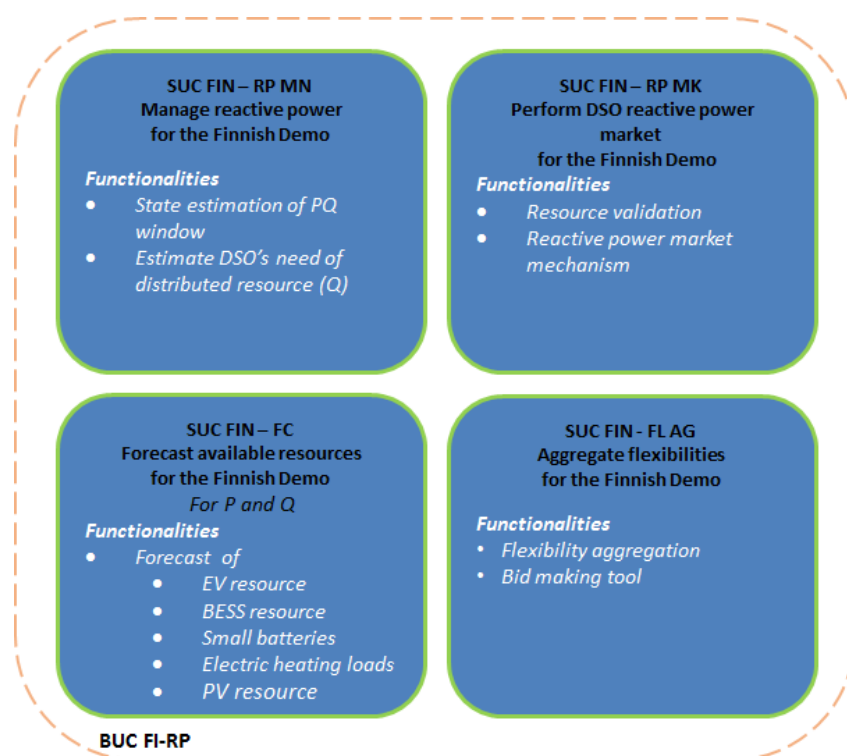 SUC FIN – RP MN
Manage reactive power
for the Finnish Demo
Functionalities
● State estimation of PQ
window
● Estimate DSO's need of
distributed resource (Q)
SUC FIN – RP MK
Perform DSO reactive power
market
for the Finnish Demo
Functionalities
● Resource validation
● Reactive power market
mechanism
SUC FIN – FC
Forecast available resources
for the Finnish Demo
For P and Q
Functionalities
● Forecast of
● EV resource
● BESS resource
● Small batteries
● Electric heating loads
● PV resource
SUC FIN - FL AG
Aggregate flexibilities
for the Finnish Demo
Functionalities
• Flexibility aggregation
• Bid making tool
BUC FI-RP